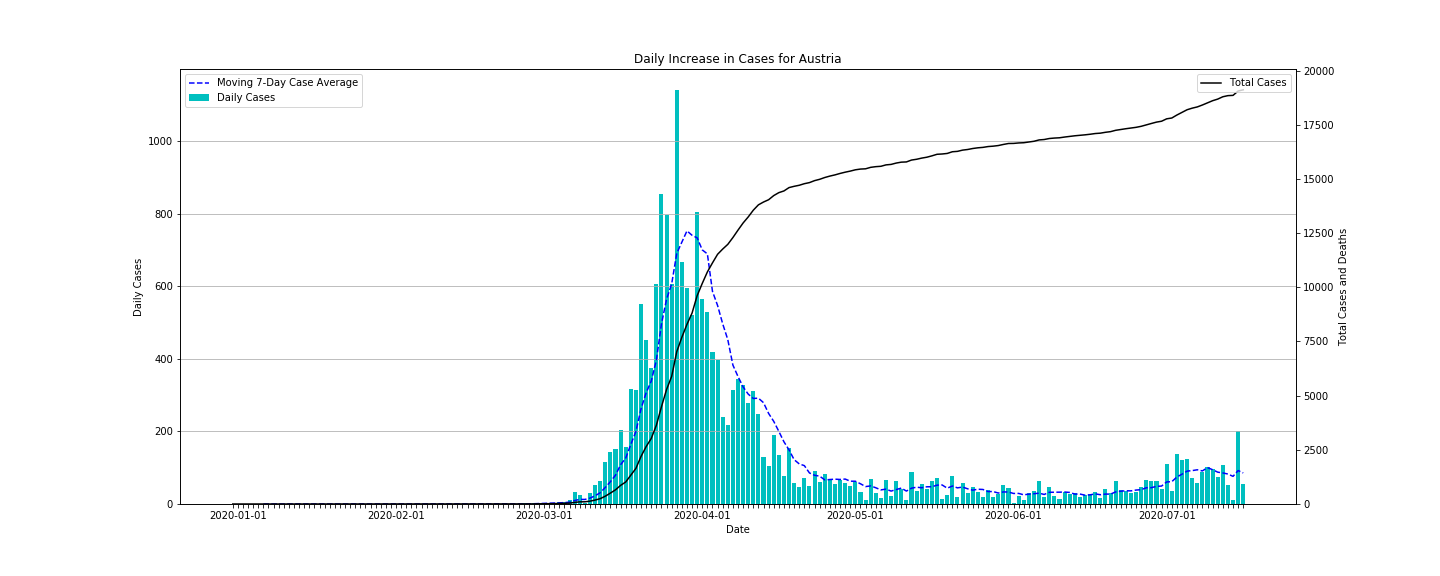 Daily Increase in Cases for Austria
Moving 7-Day Case Average
Daily Cases
Total Cases
Daily Cases
1000
800
600
400
200
0
20000
17500
15000
12500
10000
7500
5000
2500
0
Total Cases and Deaths
2020-01-01 2020-02-01 2020-03-01 2020-04-01 2020-05-01 2020-06-01 2020-07-01
Date